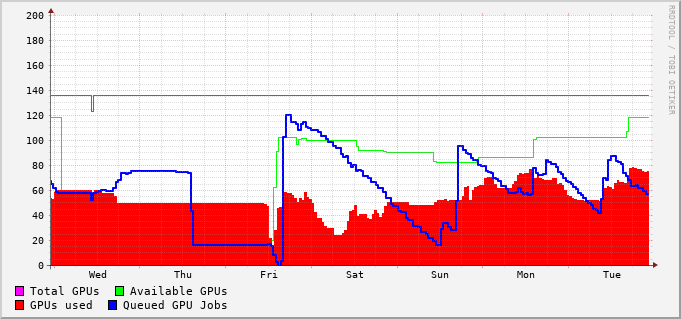 RRDTOOL / TOBI OETIKER
200
180
160
140
120
100
80
60
40
20
0
Wed Thu Fri Sat Sun Mon Tue
Total GPUs Available GPUs
GPUs used Queued GPU Jobs